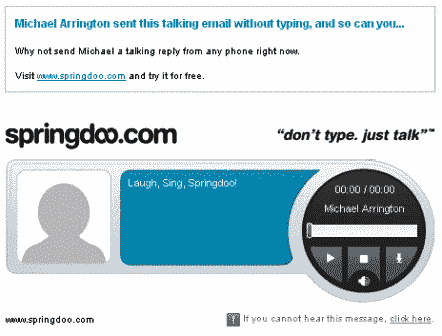 Michael Arrington sent this talking email without typing, and so can you...
Why not send Michael a talking reply from any phone right now.
Visit www.springdoo.com and try it for free.
springdoo.com
“don't type. just talk”™
Laugh, Sing, Springdoo!
00:00 / 00:00
Michael Arrington
www.springdoo.com
If you cannot hear this message, click here.